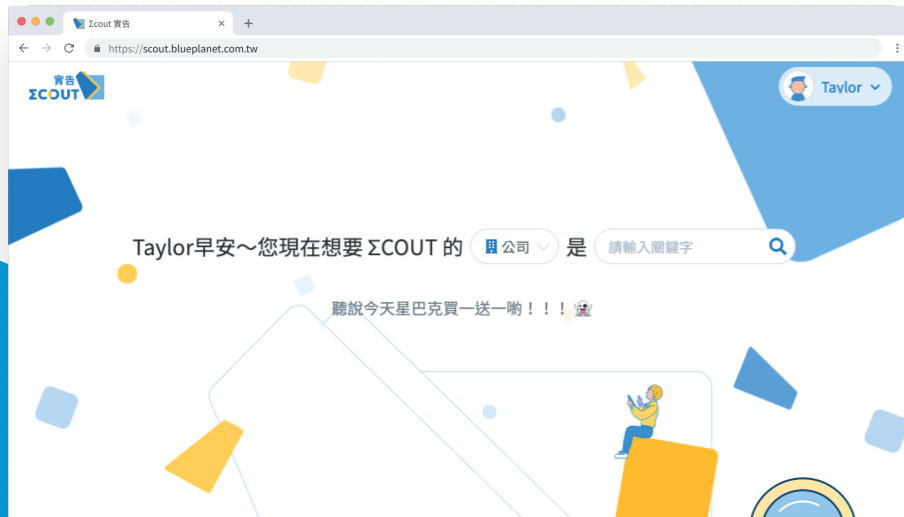 Σcout 實告
https://scout.blueplanet.com.tw
實告
ΣCOUT
Taylor
Taylor早安～您現在想要 ΣCOUT 的 公司 是 請輸入關鍵字
聽說今天星巴克買一送一喲！！！